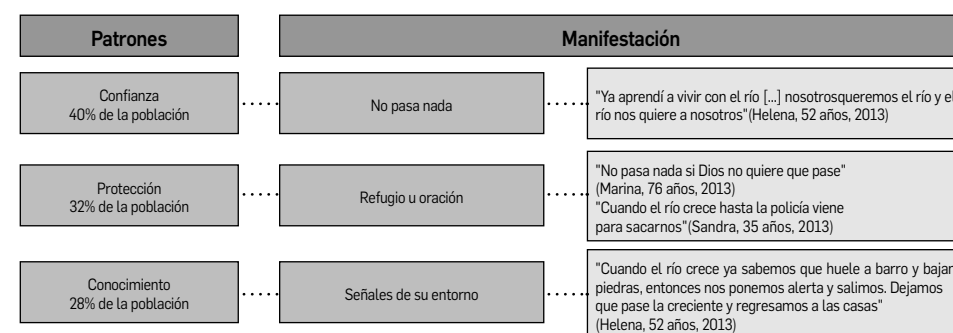 Patrones
Manifestación
Confianza
40% de la población
No pasa nada
"Ya aprendí a vivir con el río [...] nosotrosqueremos el río y el
río nos quiere a nosotros"(Helena, 52 años, 2013)
Protección
32% de la población
Refugio u oración
"No pasa nada si Dios no quiere que pase"
(Marina, 76 años, 2013)
"Cuando el río crece hasta la policía viene
para sacarnos"(Sandra, 35 años, 2013)
Conocimiento
28% de la población
Señales de su entorno
"Cuando el río crece ya sabemos que huele a barro y bajan
piedras, entonces nos ponemos alerta y salimos. Dejamos
que pase la creciente y regresamos a las casas"
(Helena, 52 años, 2013)